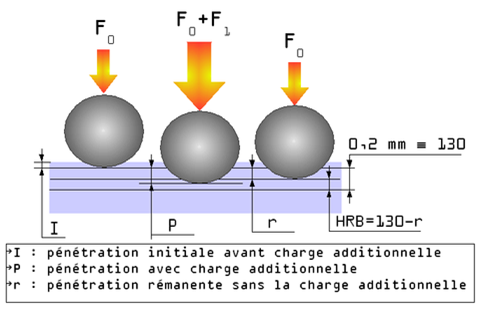 F0
F0+F1
F0
0,2 mm = 130
I
P
r
HRB=130-r
→I : pénétration initiale avant charge additionnelle
→P : pénétration avec charge additionnelle
→r : pénétration rémanente sans la charge additionnelle